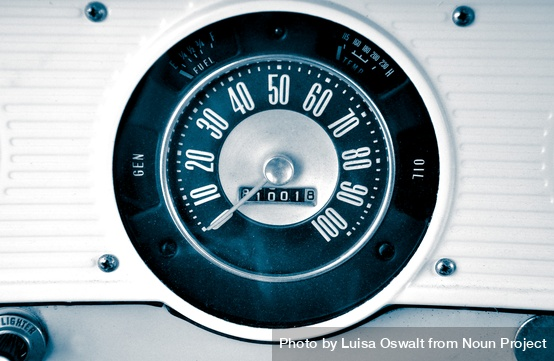 FUEL
TEMP
H
GEN
OIL
10 20 30 40 50 60 70 80 90 100
LIGHTER
Photo by Luisa Oswalt from Noun Project